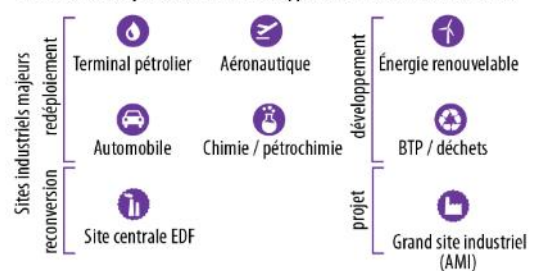 Sites industriels majeurs
redéploiement
Terminal pétrolier
Aéronautique
Automobile
Chimie / pétrochimie
reconversion
Site centrale EDF
développement
Énergie renouvelable
BTP / déchets
projet
Grand site industriel
(AMI)